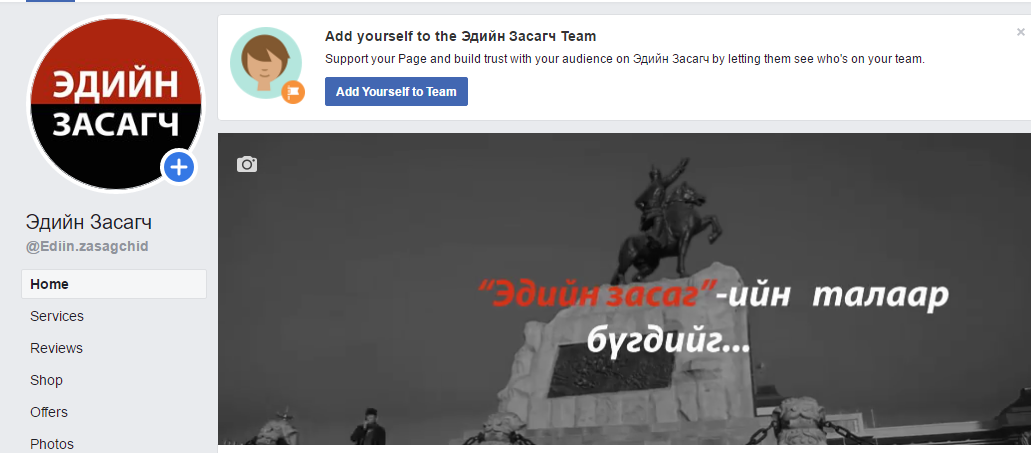 ЭДИЙН
ЗАСАГЧ
Эдийн Засагч
@Ediin.zasagchid
Home
Services
Reviews
Shop
Offers
Photos
Add yourself to the Эдийн Засагч Team
Support your Page and build trust with your audience on Эдийн Засагч by letting them see who's on your team.
Add Yourself to Team
“Эдийн засаг”-ийн талаар
бүгдийг...